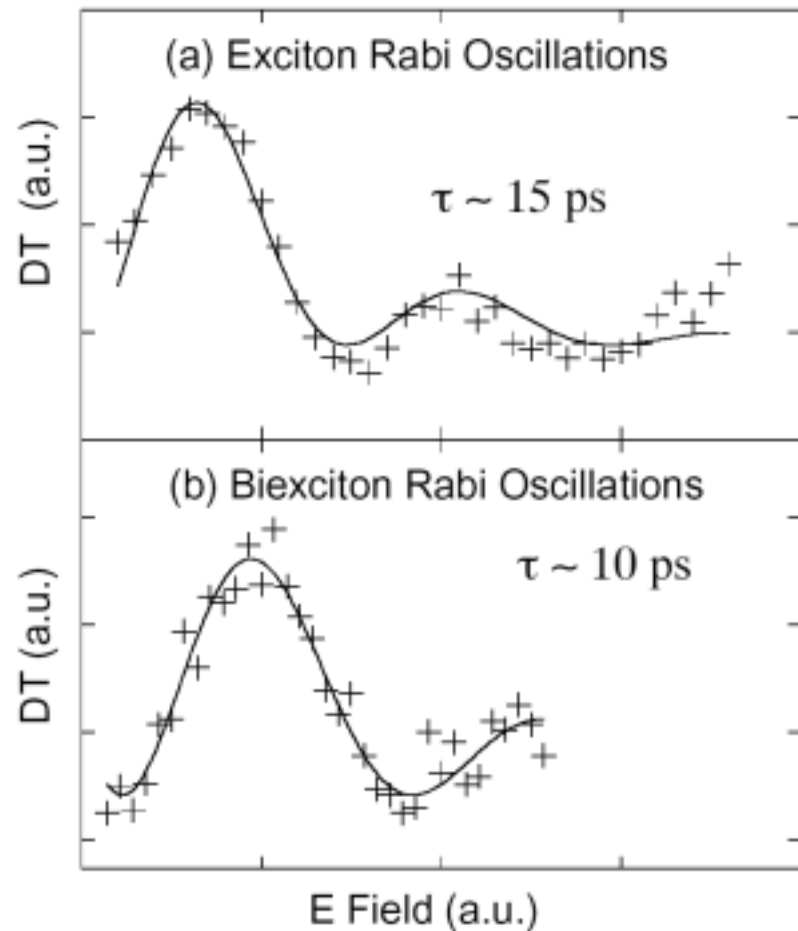 (a) Exciton Rabi Oscillations
DT (a.u.)
τ ~ 15 ps
(b) Biexciton Rabi Oscillations
DT (a.u.)
τ ~ 10 ps
E Field (a.u.)